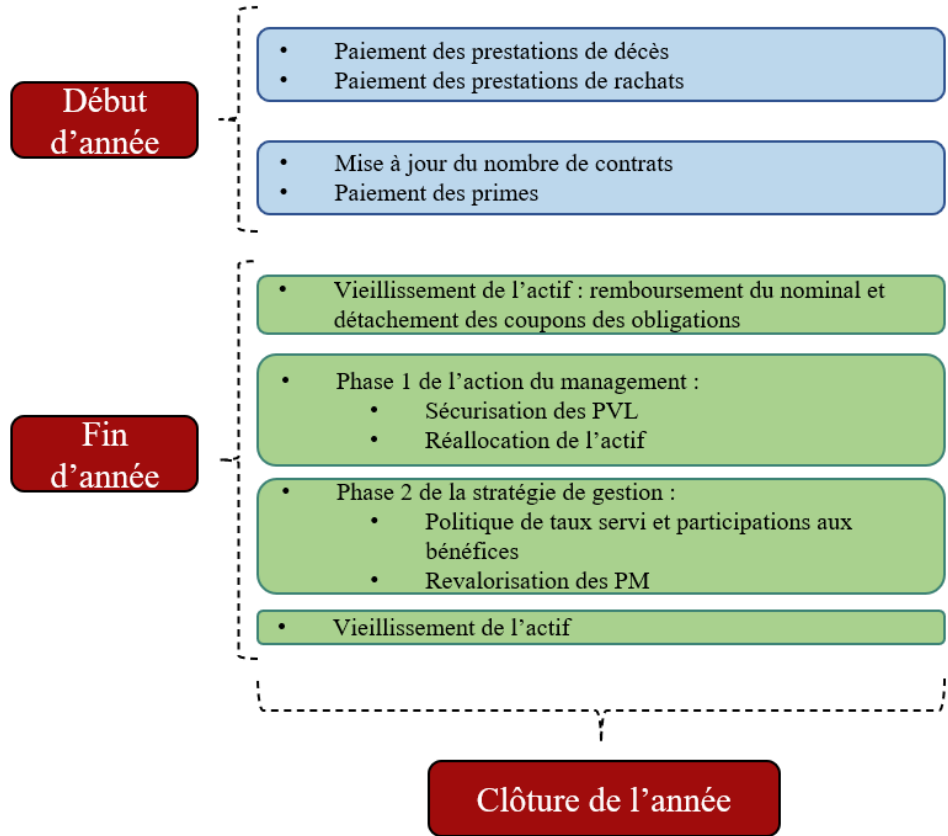 Début
d’année
• Paiement des prestations de décès
• Paiement des prestations de rachats
• Mise à jour du nombre de contrats
• Paiement des primes
Fin
d’année
• Vieillissement de l’actif : remboursement du nominal et
détachement des coupons des obligations
• Phase 1 de l’action du management :
• Sécurisation des PVL
• Réallocation de l’actif
• Phase 2 de la stratégie de gestion :
• Politique de taux servi et participations aux
bénéfices
• Revalorisation des PM
• Vieillissement de l’actif
Clôture de l’année